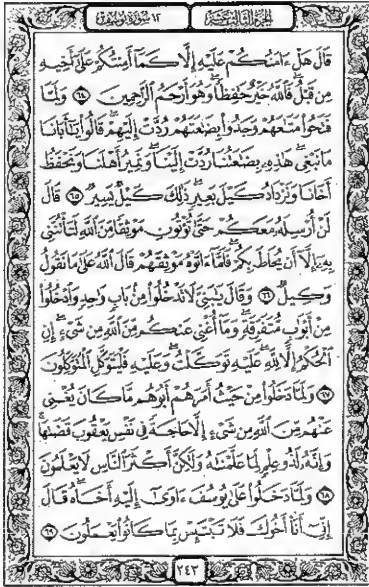 ١٢ سورة يوسف الجزء الثالث عشر
قَالَ هَلْ ءَامَنُكُمْ عَلَيْهِ إِلَّا كَمَآ أَمِنتُكُمْ عَلَىٰٓ أَخِيهِ
مِن قَبْلُ فَٱللَّهُ خَيْرٌ حَٰفِظًا وَهُوَ أَرْحَمُ ٱلرَّٰحِمِينَ ٦٤ وَلَمَّا
فَتَحُوا۟ مَتَٰعَهُمْ وَجَدُوا۟ بِضَٰعَتَهُمْ رُدَّتْ إِلَيْهِمْ قَالُوا۟ يَٰٓأَبَانَا
مَا نَبْغِى هَٰذِهِۦ بِضَٰعَتُنَا رُدَّتْ إِلَيْنَا وَنَمِيرُ أَهْلَنَا وَنَحْفَظُ
أَخَانَا وَنَزْدَادُ كَيْلَ بَعِيرٍ ذَٰلِكَ كَيْلٌ يَسِيرٌ ٦٥ قَالَ
لَنْ أُرْسِلَهُۥ مَعَكُمْ حَتَّىٰ تُؤْتُونِ مَوْثِقًا مِّنَ ٱللَّهِ لَتَأْتُنَّنِى
بِهِۦٓ إِلَّآ أَن يُحَاطَ بِكُمْ فَلَمَّآ ءَاتَوْهُ مَوْثِقَهُمْ قَالَ ٱللَّهُ عَلَىٰ مَا نَقُولُ
وَكِيلٌ ٦٦ وَقَالَ يَٰبَنِىَّ لَا تَدْخُلُوا۟ مِنۢ بَابٍ وَٰحِدٍ وَٱدْخُلُوا۟
مِنْ أَبْوَٰبٍ مُّتَفَرِّقَةٍ وَمَآ أُغْنِى عَنكُم مِّنَ ٱللَّهِ مِن شَىْءٍ إِنِ
ٱلْحُكْمُ إِلَّا لِلَّهِ عَلَيْهِ تَوَكَّلْتُ وَعَلَيْهِ فَلْيَتَوَكَّلِ ٱلْمُتَوَكِّلُونَ
٦٧ وَلَمَّا دَخَلُوا۟ مِنْ حَيْثُ أَمَرَهُمْ أَبُوهُم مَّا كَانَ يُغْنِى
عَنْهُم مِّنَ ٱللَّهِ مِن شَىْءٍ إِلَّا حَاجَةً فِى نَفْسِ يَعْقُوبَ قَضَىٰهَا
وَإِنَّهُۥ لَذُو عِلْمٍ لِّمَا عَلَّمْنَٰهُ وَلَٰكِنَّ أَكْثَرَ ٱلنَّاسِ لَا يَعْلَمُونَ
٦٨ وَلَمَّا دَخَلُوا۟ عَلَىٰ يُوسُفَ ءَاوَىٰٓ إِلَيْهِ أَخَاهُ قَالَ
إِنِّىٓ أَنَا۠ أَخُوكَ فَلَا تَبْتَئِسْ بِمَا كَانُوا۟ يَعْمَلُونَ ٦٩
٢٤٣